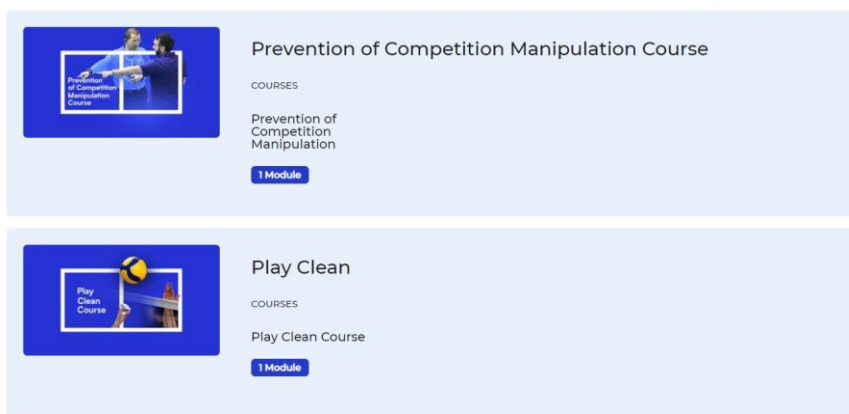 Prevention
of Competition
Manipulation
Course
Prevention of Competition Manipulation Course
COURSES
Prevention of
Competition
Manipulation
1 Module
Play
Clean
Course
Play Clean
COURSES
Play Clean Course
1 Module